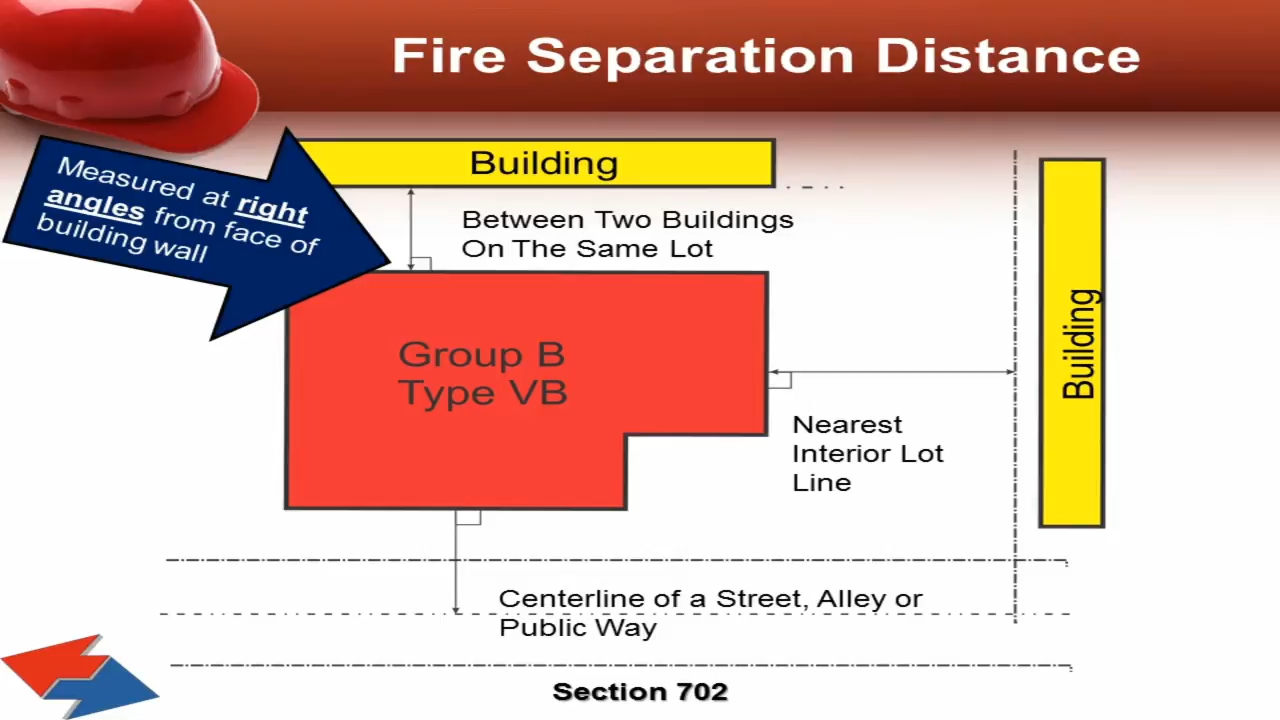 Fire Separation Distance
Measured at right
angles from face of
building wall
Building
Between Two Buildings
On The Same Lot
Group B
Type VB
Building
Nearest
Interior Lot
Line
Centerline of a Street, Alley or
Public Way
Section 702